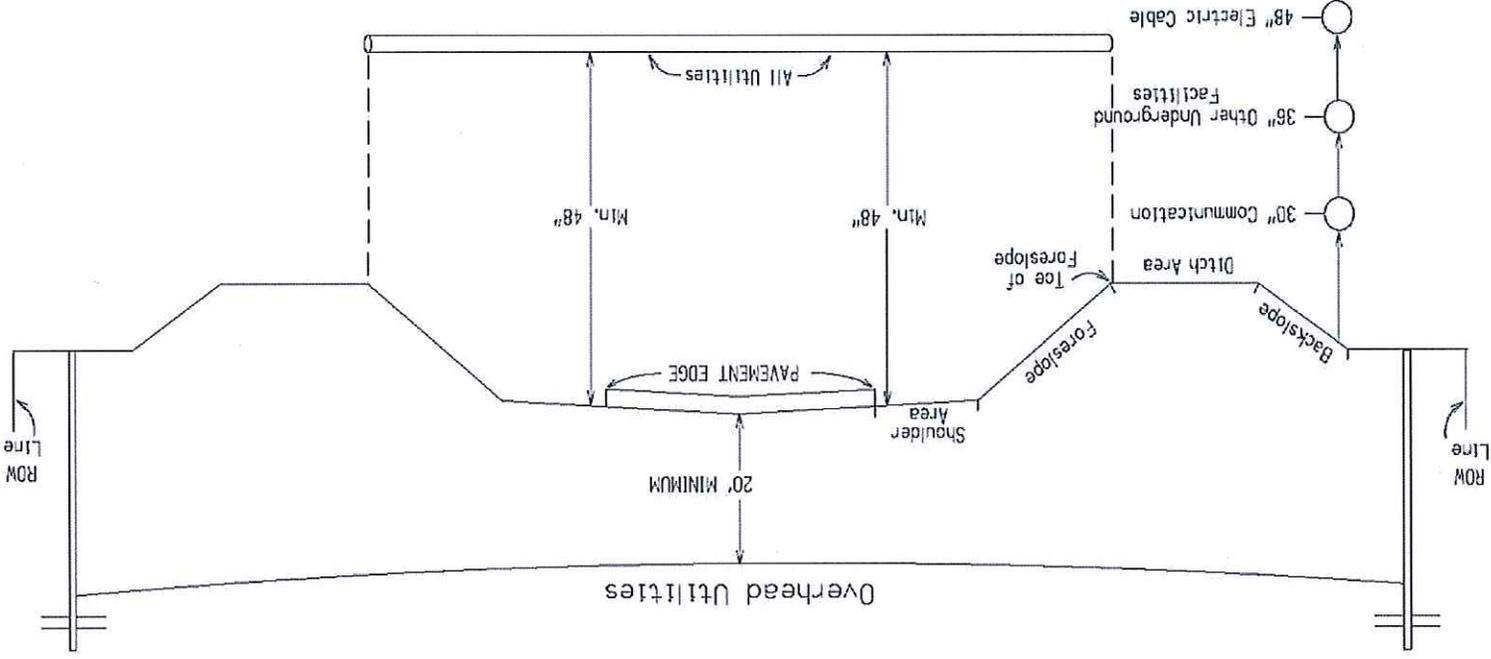 Overhead Utilities
20' MINIMUM
ROW
Line
ROW
Line
Shoulder
Area
PAVEMENT EDGE
Foreslope
Backslope
Ditch Area
Toe of
Foreslope
Min. 48"
Min. 48"
30" Communication
36" Other Underground
Facilities
48" Electric Cable
All Utilities